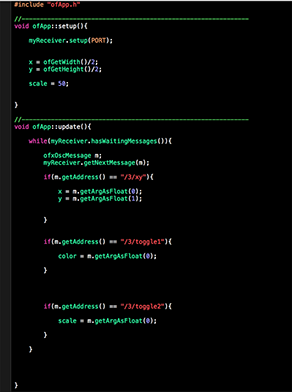 #include "ofApp.h"
//--------------------------------------------------------------
void ofApp::setup(){
myReceiver.setup(PORT);
x = ofGetWidth()/2;
y = ofGetHeight()/2;
scale = 50;
}
//--------------------------------------------------------------
void ofApp::update(){
while(myReceiver.hasWaitingMessages()){
ofxOscMessage m;
myReceiver.getNextMessage(m);
if(m.getAddress() == "/3/xy"){
x = m.getArgAsFloat(0);
y = m.getArgAsFloat(1);
}
if(m.getAddress() == "/3/toggle1"){
color = m.getArgAsFloat(0);
}
if(m.getAddress() == "/3/toggle2"){
scale = m.getArgAsFloat(0);
}
}
}